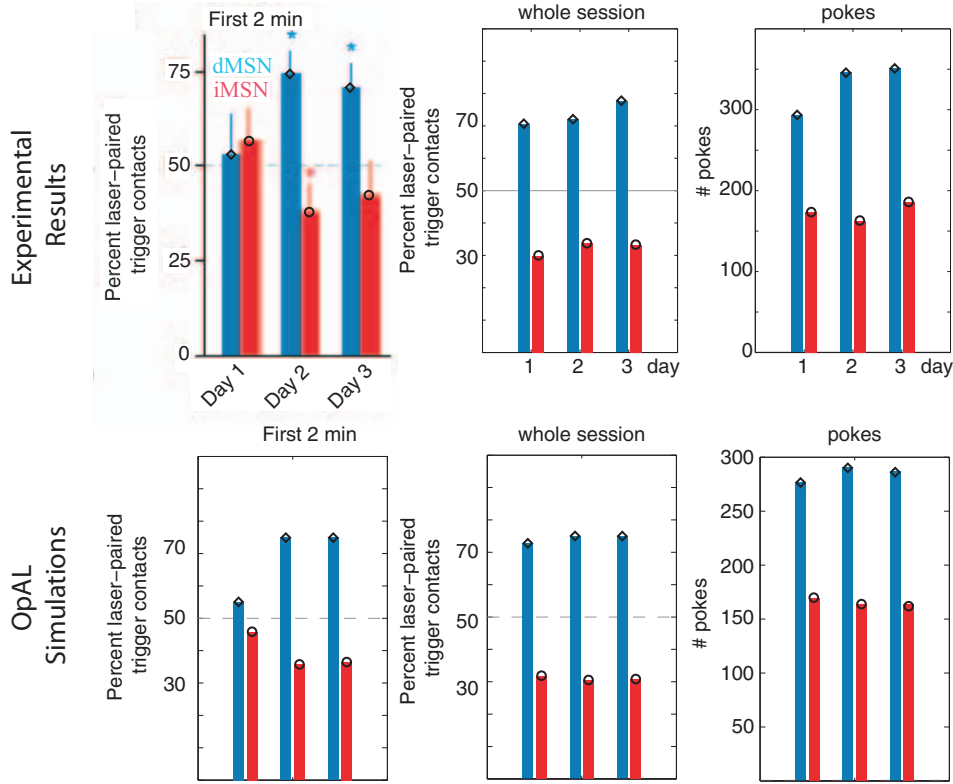 Experimental
Results
First 2 min
Percent laser-paired
trigger contacts
75
50
25
0
dMSN
iMSN
*
*
*
Day 1
Day 2
Day 3
whole session
Percent laser-paired
trigger contacts
70
50
30
1 2 3 day
pokes
# pokes
300
200
100
0
1 2 3 day
OpAL
Simulations
First 2 min
Percent laser-paired
trigger contacts
70
50
30
whole session
Percent laser-paired
trigger contacts
70
50
30
pokes
# pokes
300
250
200
150
100
50